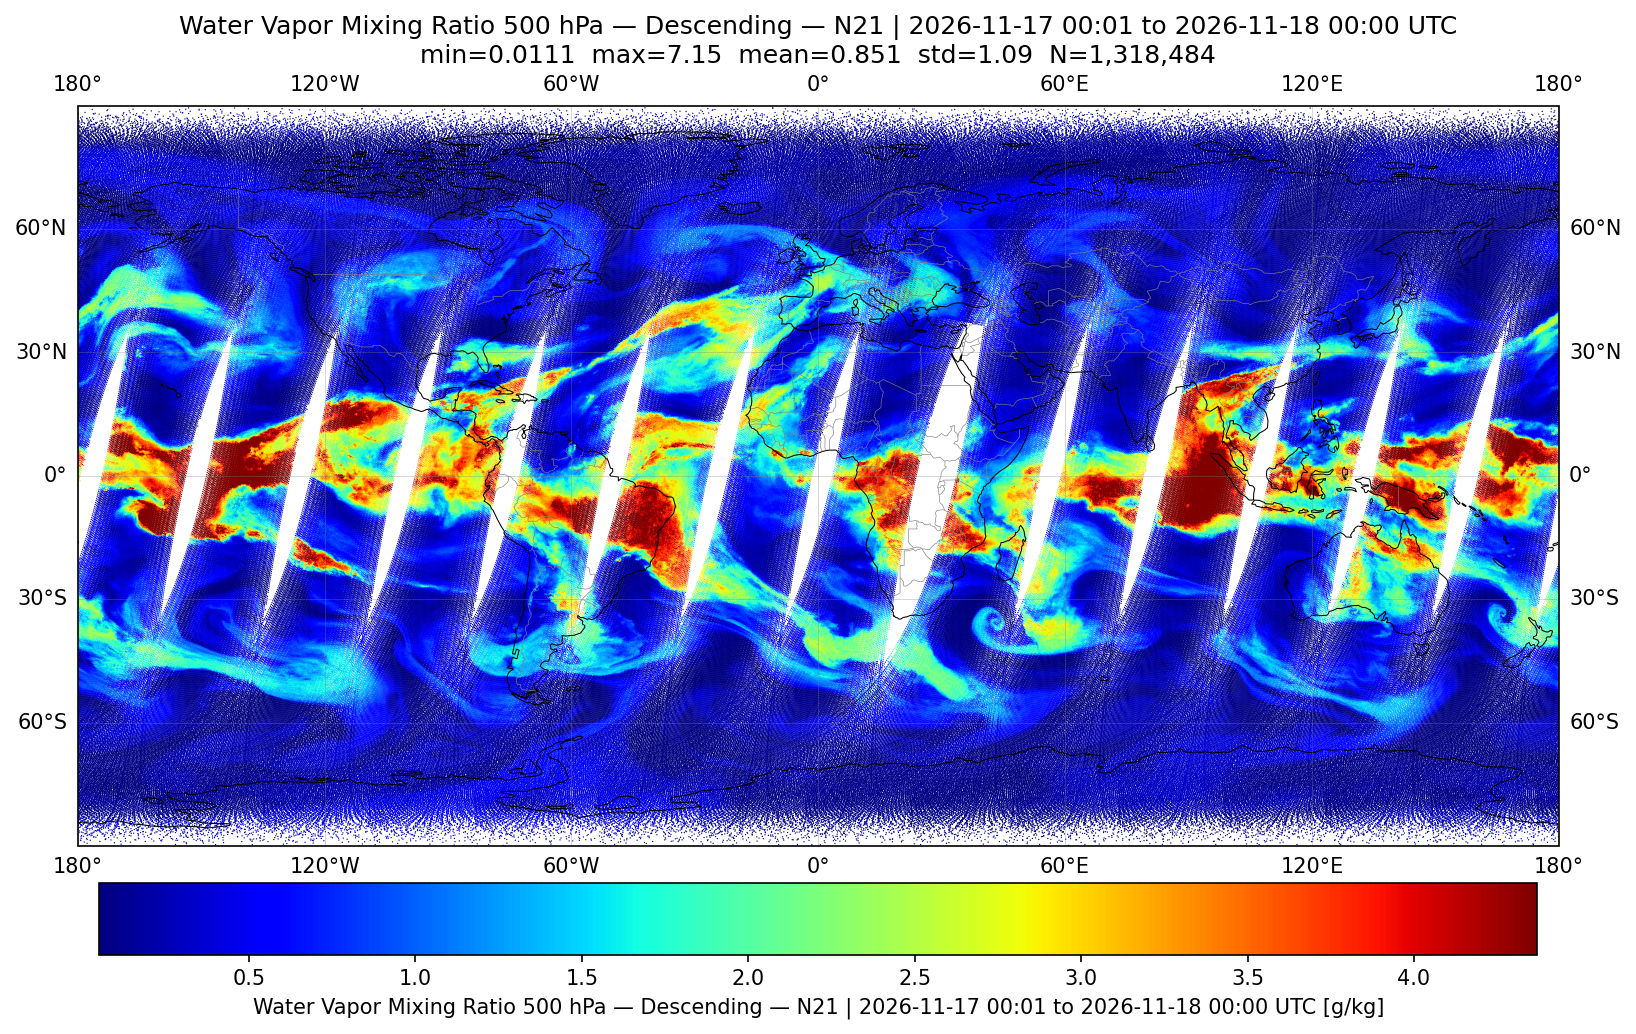 Water Vapor Mixing Ratio 500 hPa — Descending — N21 | 2026-11-17 00:01 to 2026-11-18 00:00 UTC
min=0.0111  max=7.15  mean=0.851  std=1.09  N=1,318,484
180° 120°W 60°W 0° 60°E 120°E 180°
60°N 60°N
30°N 30°N
0° 0°
30°S 30°S
60°S 60°S
180° 120°W 60°W 0° 60°E 120°E 180°
0.5 1.0 1.5 2.0 2.5 3.0 3.5 4.0
Water Vapor Mixing Ratio 500 hPa — Descending — N21 | 2026-11-17 00:01 to 2026-11-18 00:00 UTC [g/kg]